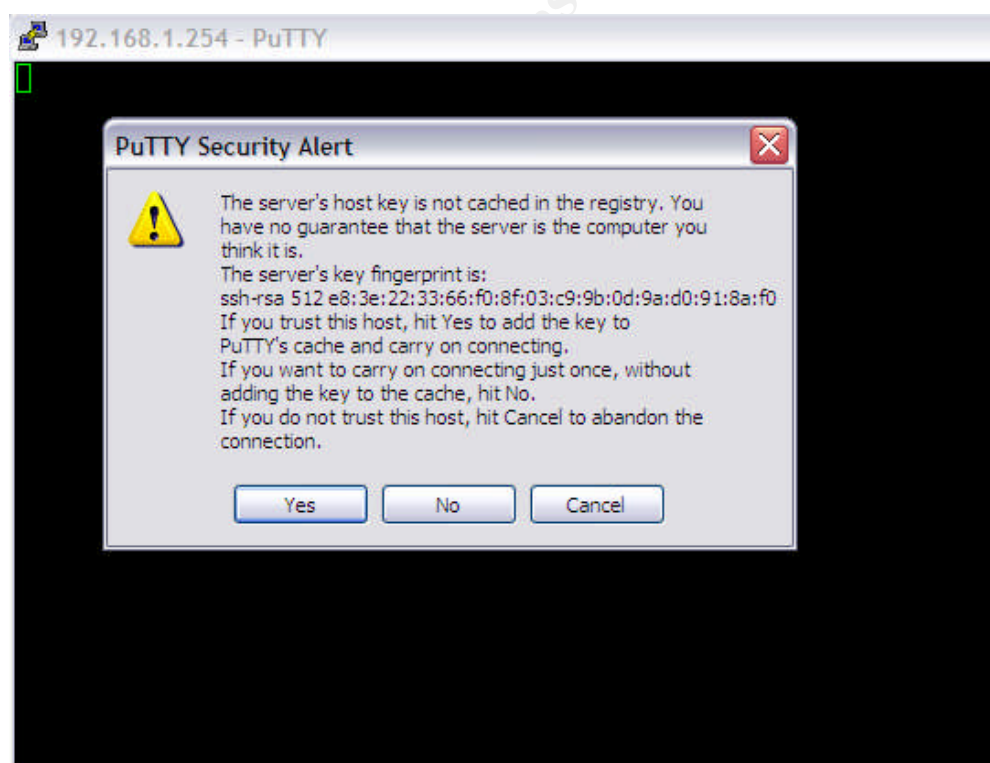 192.168.1.254 - PuTTY
PuTTY Security Alert
The server's host key is not cached in the registry. You
have no guarantee that the server is the computer you
think it is.
The server's key fingerprint is:
ssh-rsa 512 e8:3e:22:33:66:f0:8f:03:c9:9b:0d:9a:d0:91:8a:f0
If you trust this host, hit Yes to add the key to
PuTTY's cache and carry on connecting.
If you want to carry on connecting just once, without
adding the key to the cache, hit No.
If you do not trust this host, hit Cancel to abandon the
connection.
Yes No Cancel